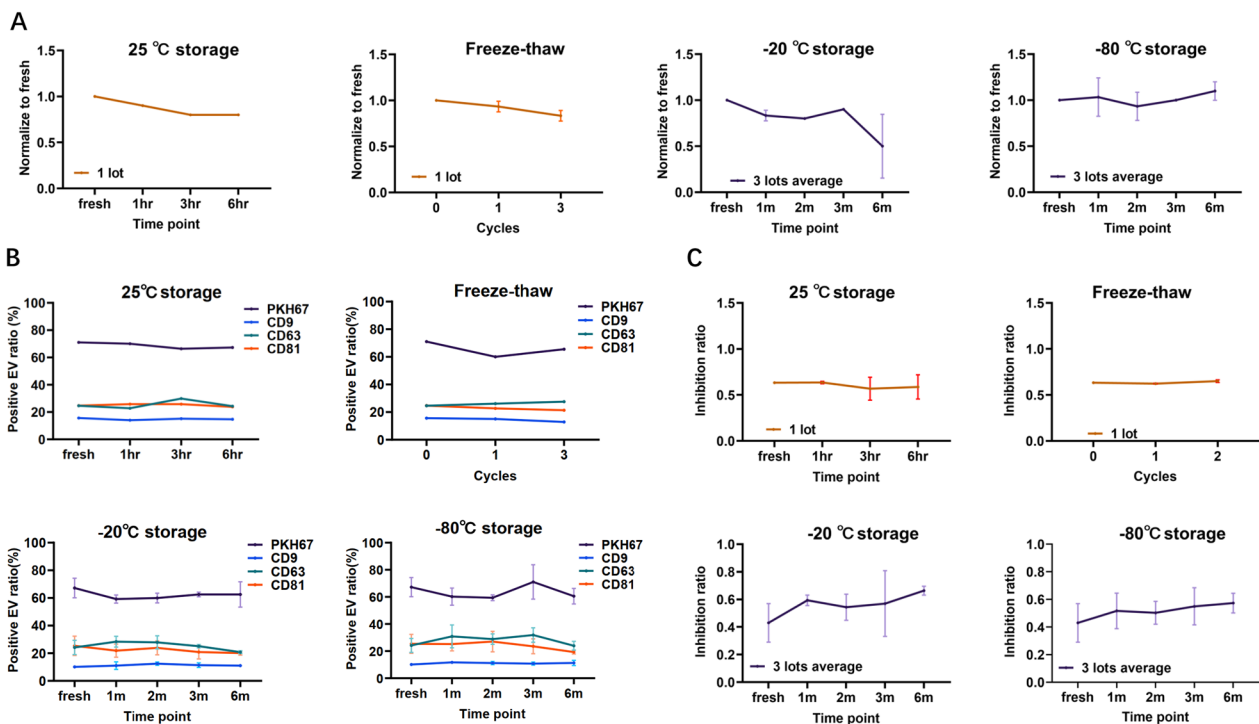 A
25 ℃ storage
Normalize to fresh
1.5
1.0
0.5
0.0
1 lot
fresh 1hr 3hr 6hr
Time point
Freeze-thaw
Normalize to fresh
1.5
1.0
0.5
0.0
1 lot
0 1 3
Cycles
-20 ℃ storage
Normalize to fresh
1.5
1.0
0.5
0.0
3 lots average
fresh 1m 2m 3m 6m
Time point
-80 ℃ storage
Normalize to fresh
1.5
1.0
0.5
0.0
3 lots average
fresh 1m 2m 3m 6m
Time point
B
25℃ storage
Positive EV ratio (%)
100
80
60
40
20
0
PKH67
CD9
CD63
CD81
fresh 1hr 3hr 6hr
Time point
Freeze-thaw
Positive EV ratio(%)
100
80
60
40
20
0
PKH67
CD9
CD63
CD81
0 1 3
Cycles
-20℃ storage
Positive EV ratio(%)
100
80
60
40
20
0
PKH67
CD9
CD63
CD81
fresh 1m 2m 3m 6m
Time point
-80℃ storage
Positive EV ratio(%)
100
80
60
40
20
0
PKH67
CD9
CD63
CD81
fresh 1m 2m 3m 6m
Time point
C
25 ℃ storage
Inhibition ratio
1.5
1.0
0.5
0.0
1 lot
fresh 1hr 3hr 6hr
Time point
Freeze-thaw
Inhibition ratio
1.5
1.0
0.5
0.0
1 lot
0 1 2
Cycles
-20 ℃ storage
Inhibition ratio
1.0
0.8
0.6
0.4
0.2
0.0
3 lots average
fresh 1m 2m 3m 6m
Time point
-80℃ storage
Inhibition ratio
1.0
0.8
0.6
0.4
0.2
0.0
3 lots average
fresh 1m 2m 3m 6m
Time point